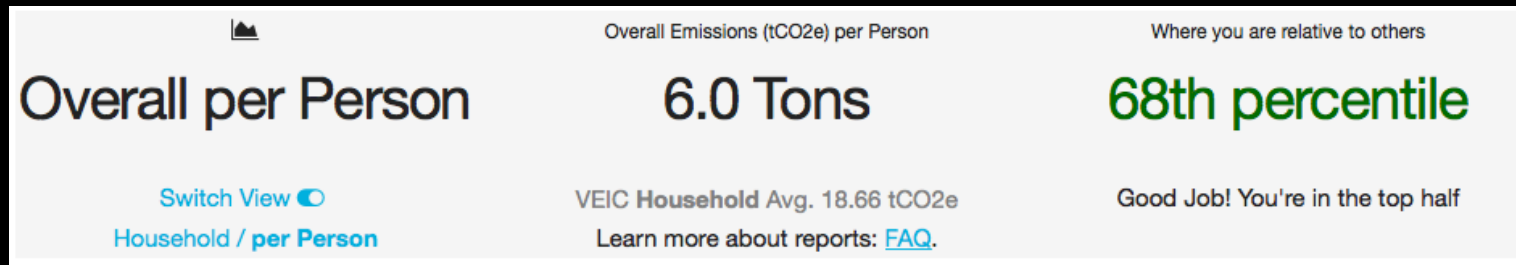 Overall per Person
Switch View
Household / per Person
Overall Emissions (tCO2e) per Person
6.0 Tons
VEIC Household Avg. 18.66 tCO2e
Learn more about reports: FAQ.
Where you are relative to others
68th percentile
Good Job! You're in the top half